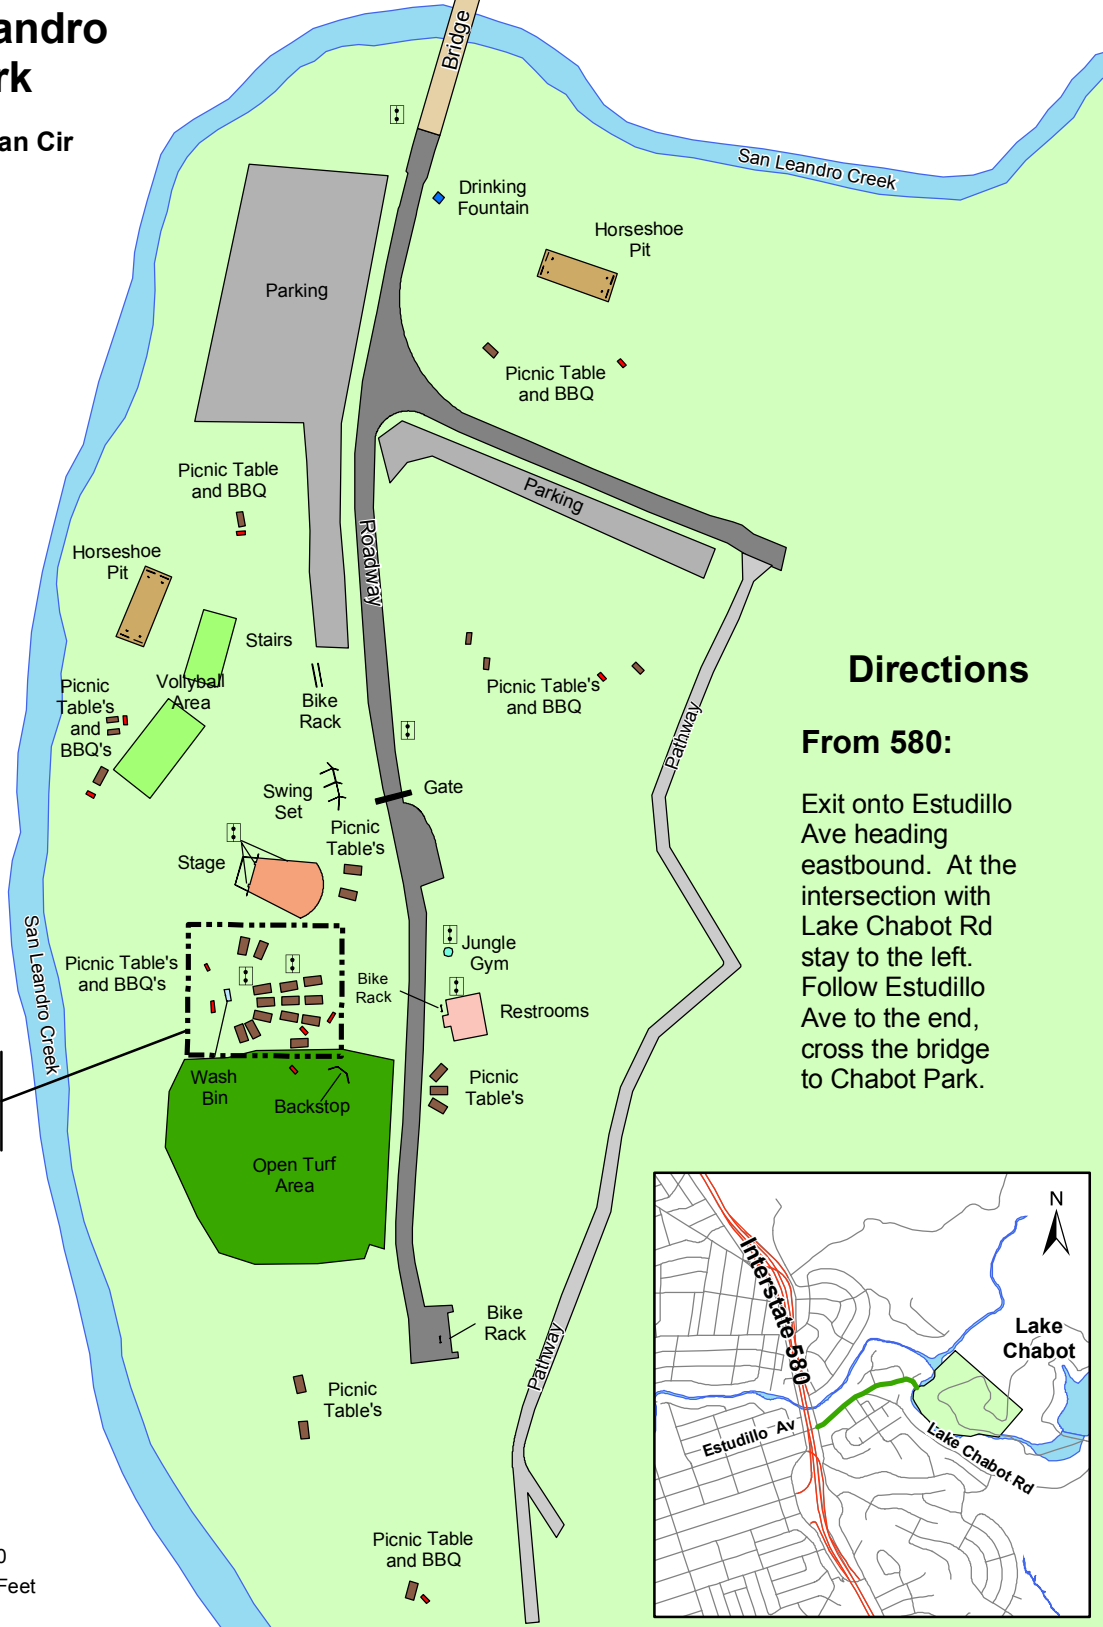 andro
rk
an Cir
Bridge
San Leandro Creek
Drinking
Fountain
Horseshoe
Pit
Parking
Picnic Table
and BBQ
Picnic Table
and BBQ
Parking
Roadway
Horseshoe
Pit
Stairs
Vollyball
Area
Picnic
Table's
and
BBQ's
Bike
Rack
Picnic Table's
and BBQ
Pathway
Directions
From 580:
Exit onto Estudillo
Ave heading
eastbound. At the
intersection with
Lake Chabot Rd
stay to the left.
Follow Estudillo
Ave to the end,
cross the bridge
to Chabot Park.
Swing
Set
Gate
Picnic
Table's
Stage
San Leandro Creek
Picnic Table's
and BBQ's
Jungle
Gym
Bike
Rack
Restrooms
Wash
Bin
Backstop
Picnic
Table's
Open Turf
Area
Bike
Rack
Pathway
Picnic
Table's
Picnic Table
and BBQ
0
Feet
N
Interstate 580
Lake
Chabot
Estudillo Av
Lake Chabot Rd